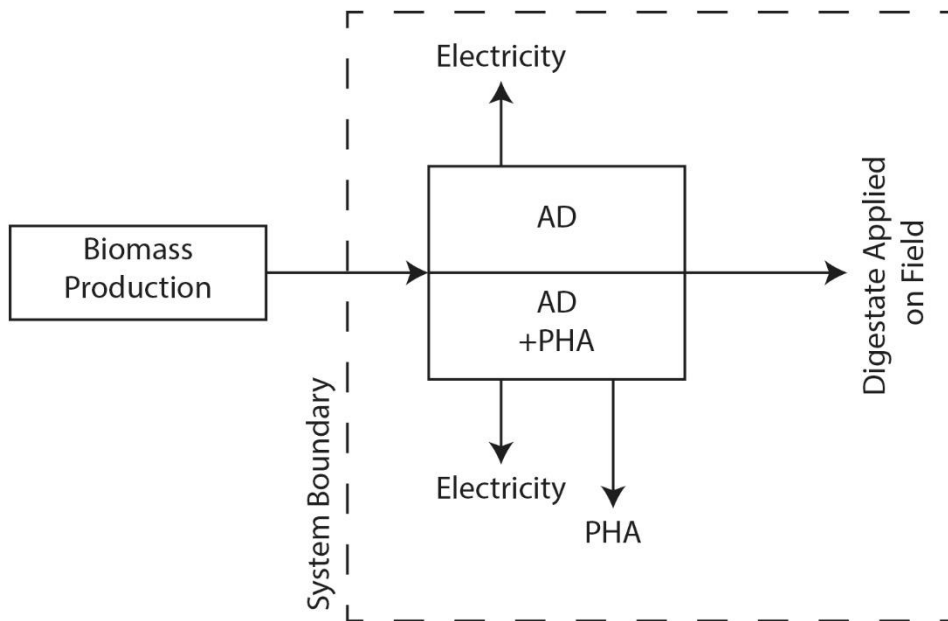 Electricity
AD
Biomass
Production
AD
+PHA
Digestate Applied
on Field
System Boundary
Electricity
PHA